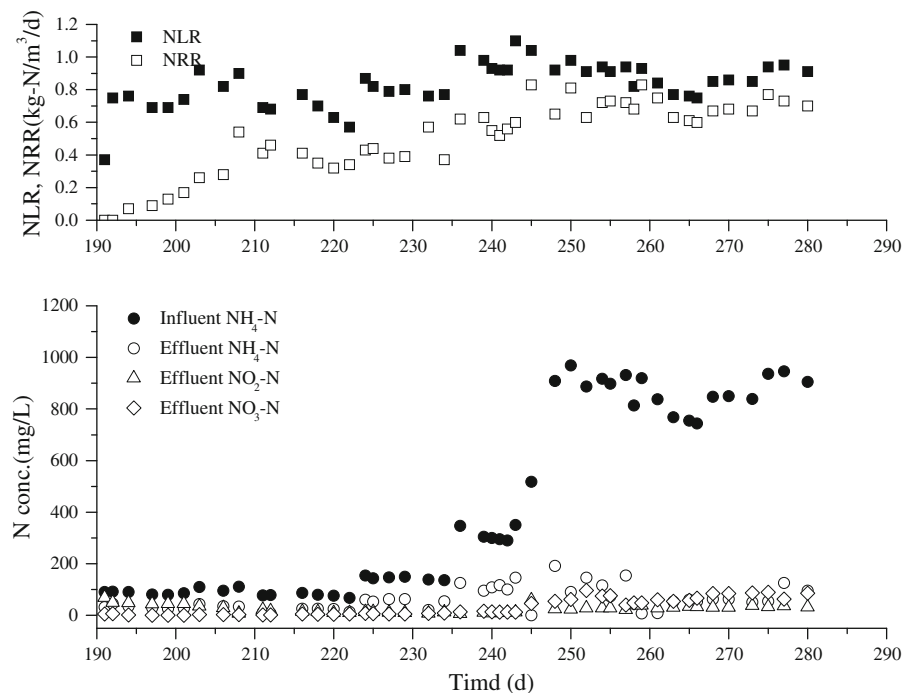 NLR, NRR(kg-N/m³/d)
1.2
1.0
0.8
0.6
0.4
0.2
0.0
NLR
NRR
190 200 210 220 230 240 250 260 270 280 290
N conc.(mg/L)
1200
1000
800
600
400
200
0
Influent NH₄-N
Effluent NH₄-N
Effluent NO₂-N
Effluent NO₃-N
190 200 210 220 230 240 250 260 270 280 290
Timd (d)